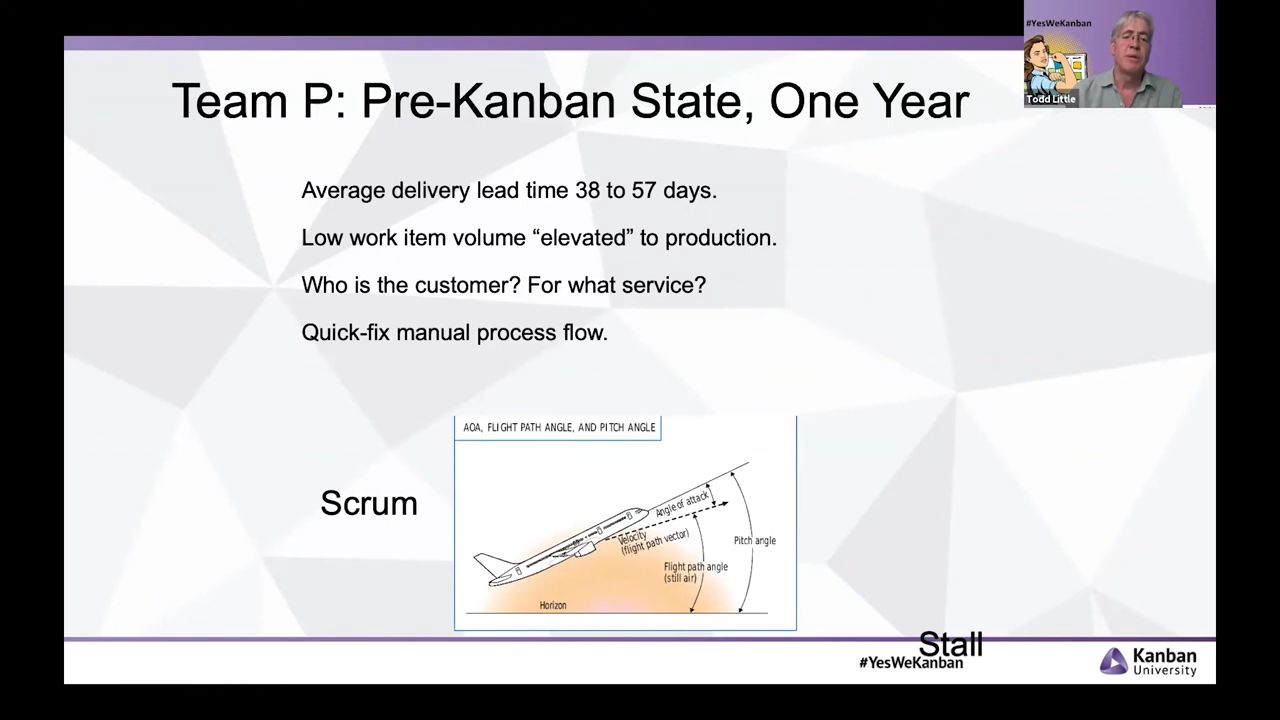 #YesWeKanban
Todd Little
Team P: Pre-Kanban State, One Year
Average delivery lead time 38 to 57 days.
Low work item volume “elevated” to production.
Who is the customer? For what service?
Quick-fix manual process flow.
AOA, FLIGHT PATH ANGLE, AND PITCH ANGLE
Scrum
Angle of attack
Velocity
(flight path vector)
Pitch angle
Flight path angle
(still air)
Horizon
Stall
#YesWeKanban
Kanban
University